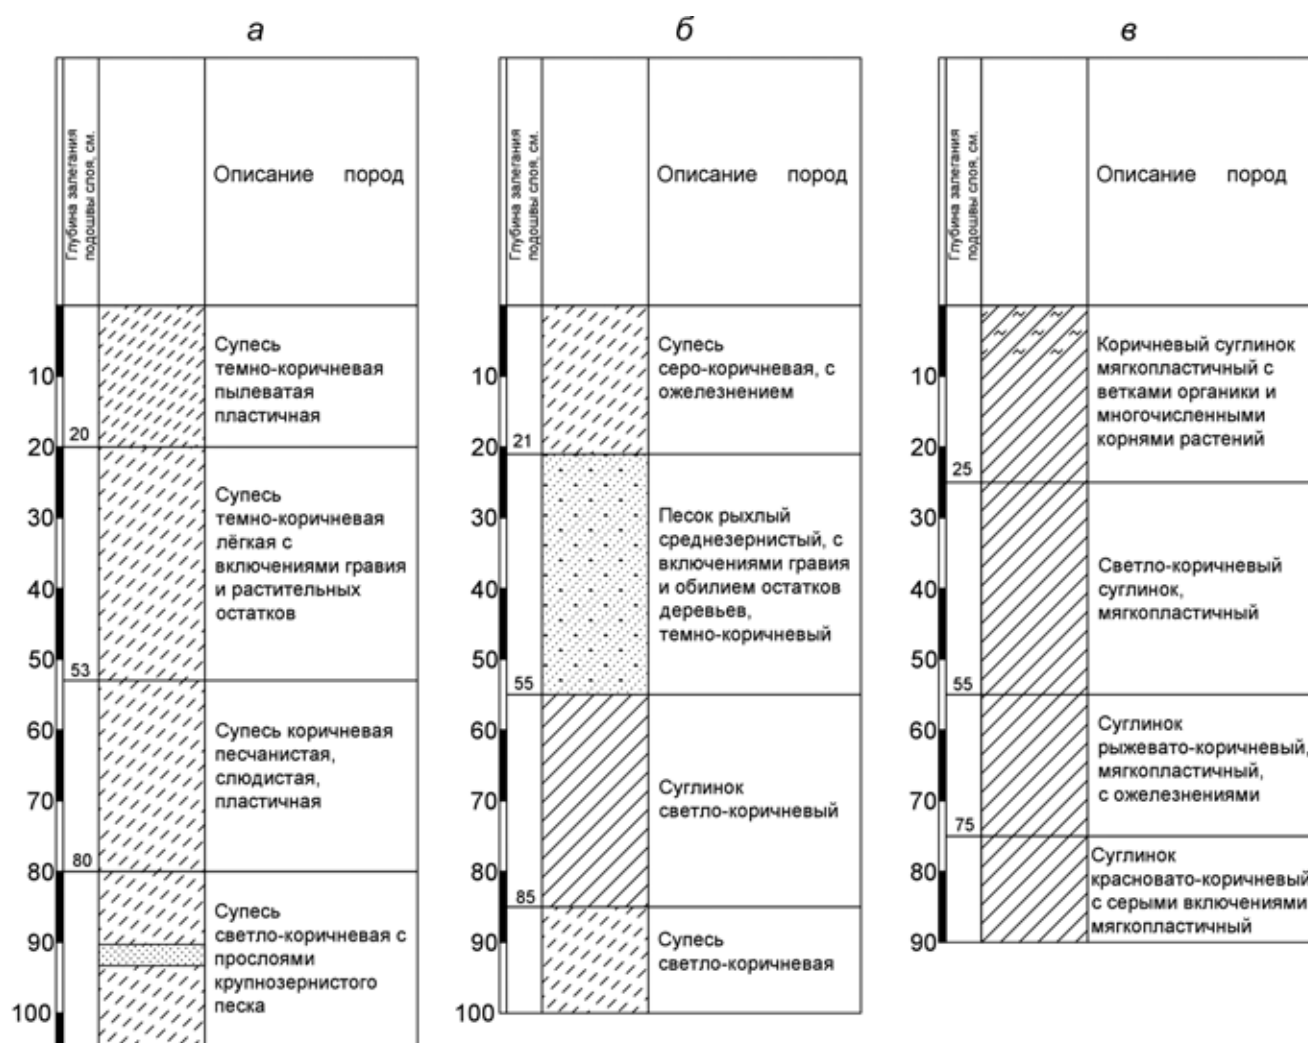 а
Глубина залегания
подошвы слоя, см.
Описание пород
10
20
30
40
50
60
70
80
90
100
20
53
80
Супесь
темно-коричневая
пылеватая
пластичная
Супесь
темно-коричневая
лёгкая с
включениями гравия
и растительных
остатков
Супесь коричневая
песчанистая,
слюдистая,
пластичная
Супесь
светло-коричневая с
прослоями
крупнозернистого
песка
б
Глубина залегания
подошвы слоя, см.
Описание пород
10
20
30
40
50
60
70
80
90
100
21
55
85
Супесь
серо-коричневая, с
ожелезнением
Песок рыхлый
среднезернистый, с
включениями гравия
и обилием остатков
деревьев,
темно-коричневый
Суглинок
светло-коричневый
Супесь
светло-коричневая
в
Глубина залегания
подошвы слоя, см.
Описание пород
10
20
30
40
50
60
70
80
90
25
55
75
Коричневый суглинок
мягкопластичный с
ветками органики и
многочисленными
корнями растений
Светло-коричневый
суглинок,
мягкопластичный
Суглинок
рыжевато-коричневый,
мягкопластичный,
с ожелезнениями
Суглинок
красновато-коричневый
с серыми включениями
мягкопластичный